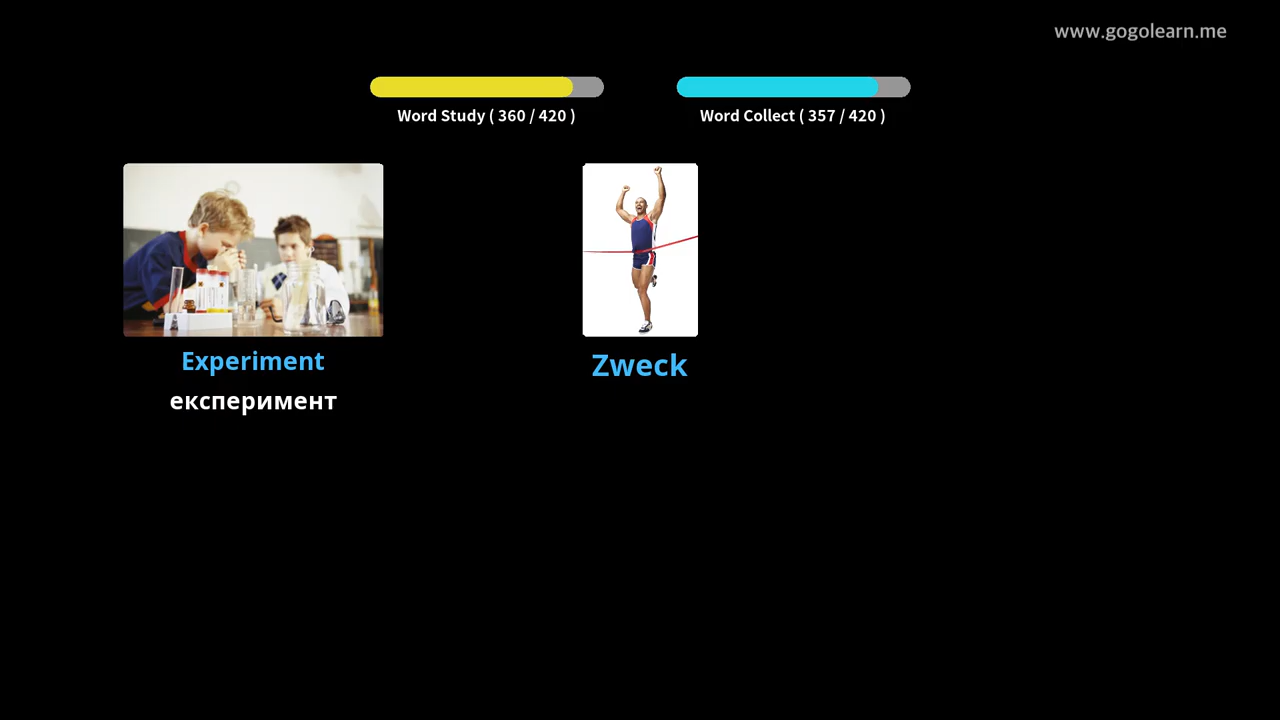 www.gogolearn.me
Word Study ( 360 / 420 )
Word Collect ( 357 / 420 )
Experiment
експеримент
Zweck